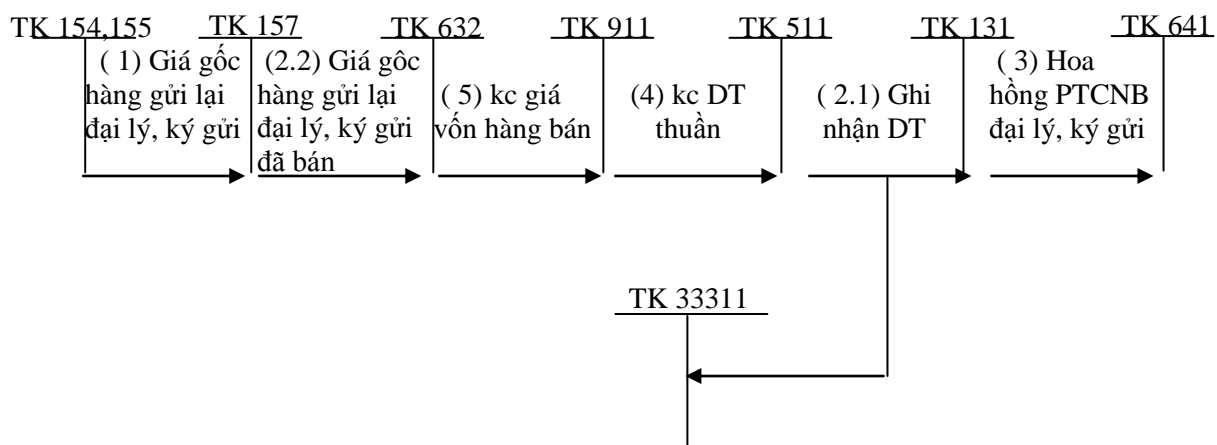 TK 154,155 TK 157 TK 632 TK 911 TK 511 TK 131 TK 641
( 1) Giá gốc
hàng gửi lại
đại lý, ký gửi
(2.2) Giá gôc
hàng gửi lại
đại lý, ký gửi
đã bán
( 5) kc giá
vốn hàng bán
(4) kc DT
thuần
( 2.1) Ghi
nhận DT
( 3) Hoa
hồng PTCNB
đại lý, ký gửi
TK 33311